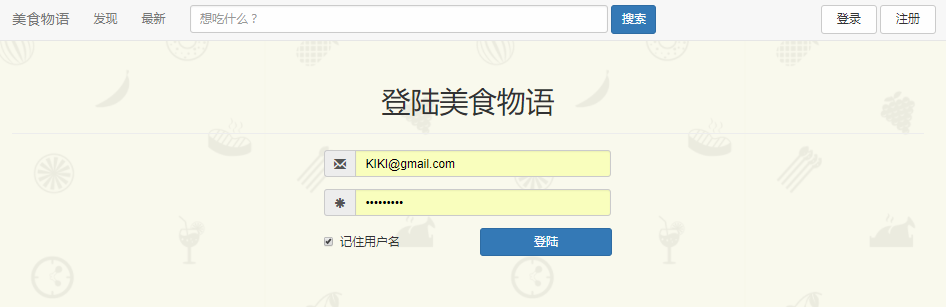 美食物语 发现 最新 想吃什么？ 搜索 登录 注册
登陆美食物语
KIKI@gmail.com
•••••••••
记住用户名 登陆